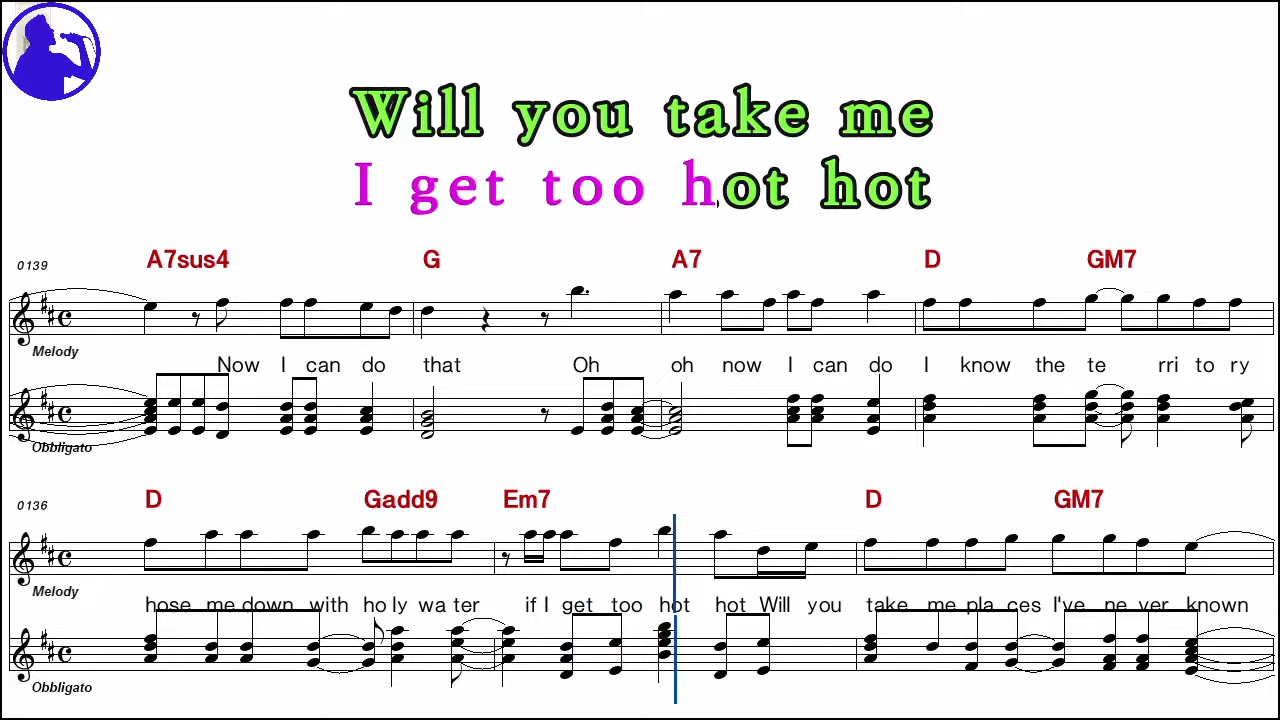 Will you take me
I get too hot hot
0139 A7sus4 G A7 D GM7
Melody
Now I can do that Oh oh now I can do I know the te rri to ry
Obbligato
0136 D Gadd9 Em7 D GM7
Melody
hose me down with ho ly wa ter if I get too hot hot Will you take me pla ces I've ne ver known
Obbligato